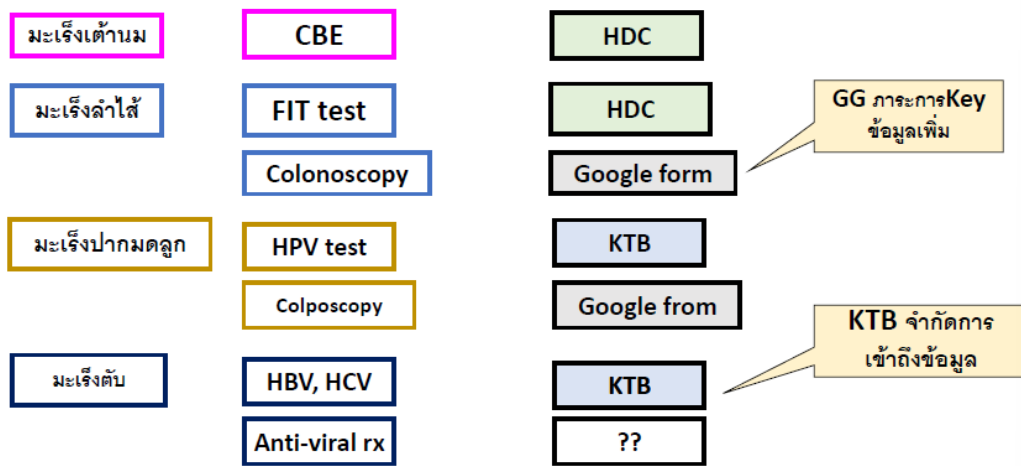 มะเร็งเต้านม CBE HDC
มะเร็งลำไส้ FIT test HDC
GG ภาระการKey
ข้อมูลเพิ่ม
Colonoscopy Google form
มะเร็งปากมดลูก HPV test KTB
Colposcopy Google from
KTB จำกัดการ
เข้าถึงข้อมูล
มะเร็งตับ HBV, HCV KTB
Anti-viral rx ??